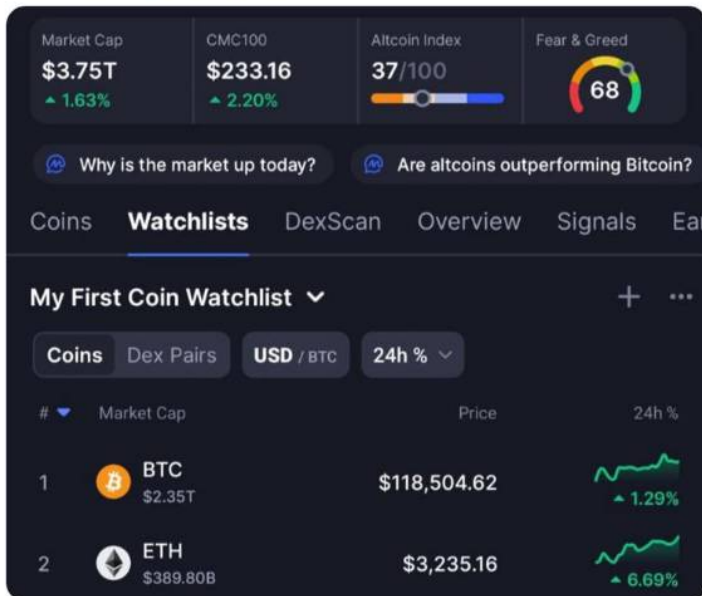 Market Cap CMC100 Altcoin Index Fear & Greed
$3.75T $233.16 37/100 68
1.63% 2.20%
Why is the market up today? Are altcoins outperforming Bitcoin?
Coins Watchlists DexScan Overview Signals Ear
My First Coin Watchlist
Coins Dex Pairs USD / BTC 24h %
# Market Cap Price 24h %
1 BTC $118,504.62 1.29%
$2.35T
2 ETH $3,235.16 6.69%
$389.80B